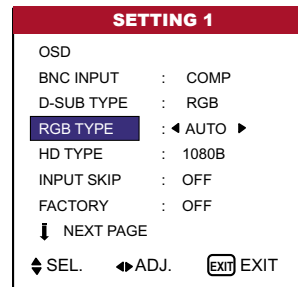 SETTING 1
OSD
BNC INPUT : COMP
D-SUB TYPE : RGB
RGB TYPE : ◀ AUTO ▶
HD TYPE : 1080B
INPUT SKIP : OFF
FACTORY : OFF
NEXT PAGE
SEL. ADJ. EXIT EXIT